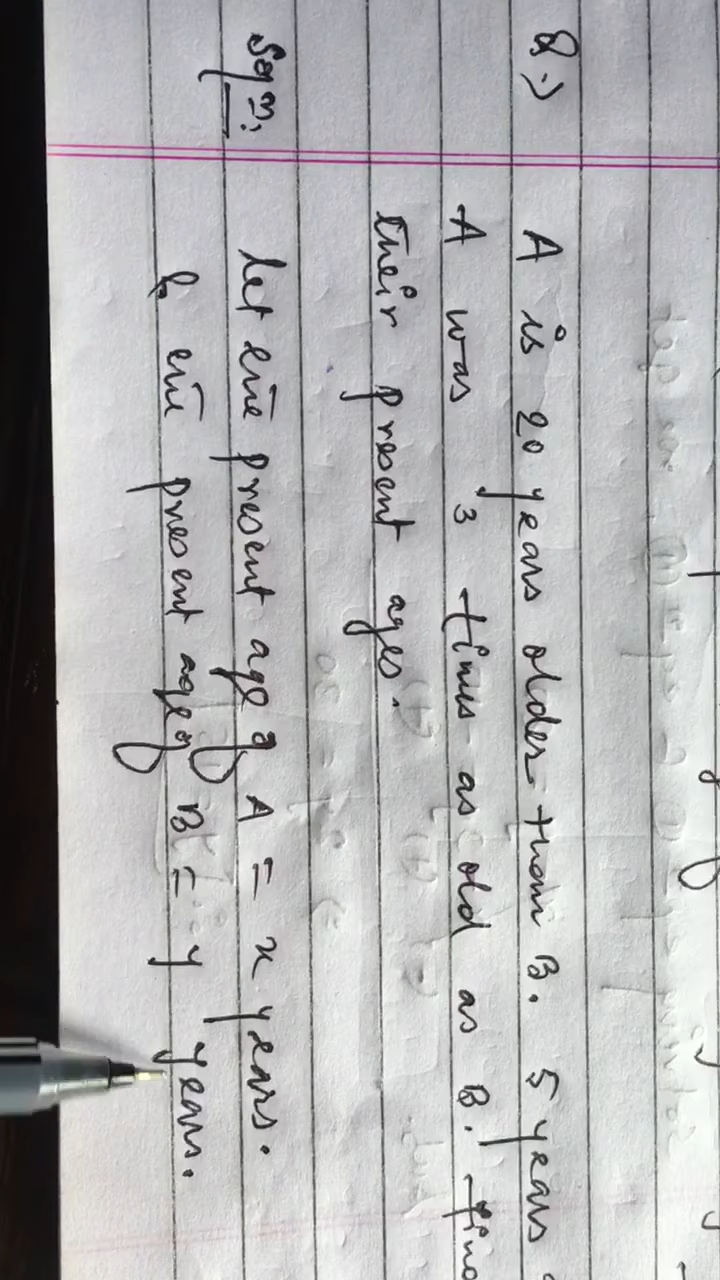 Q.→ A is 20 years older than B. 5 years
A was 3 times as old as B.
their present ages.
Soln: Let the present age of A = x years.
& the present age of B = y years.